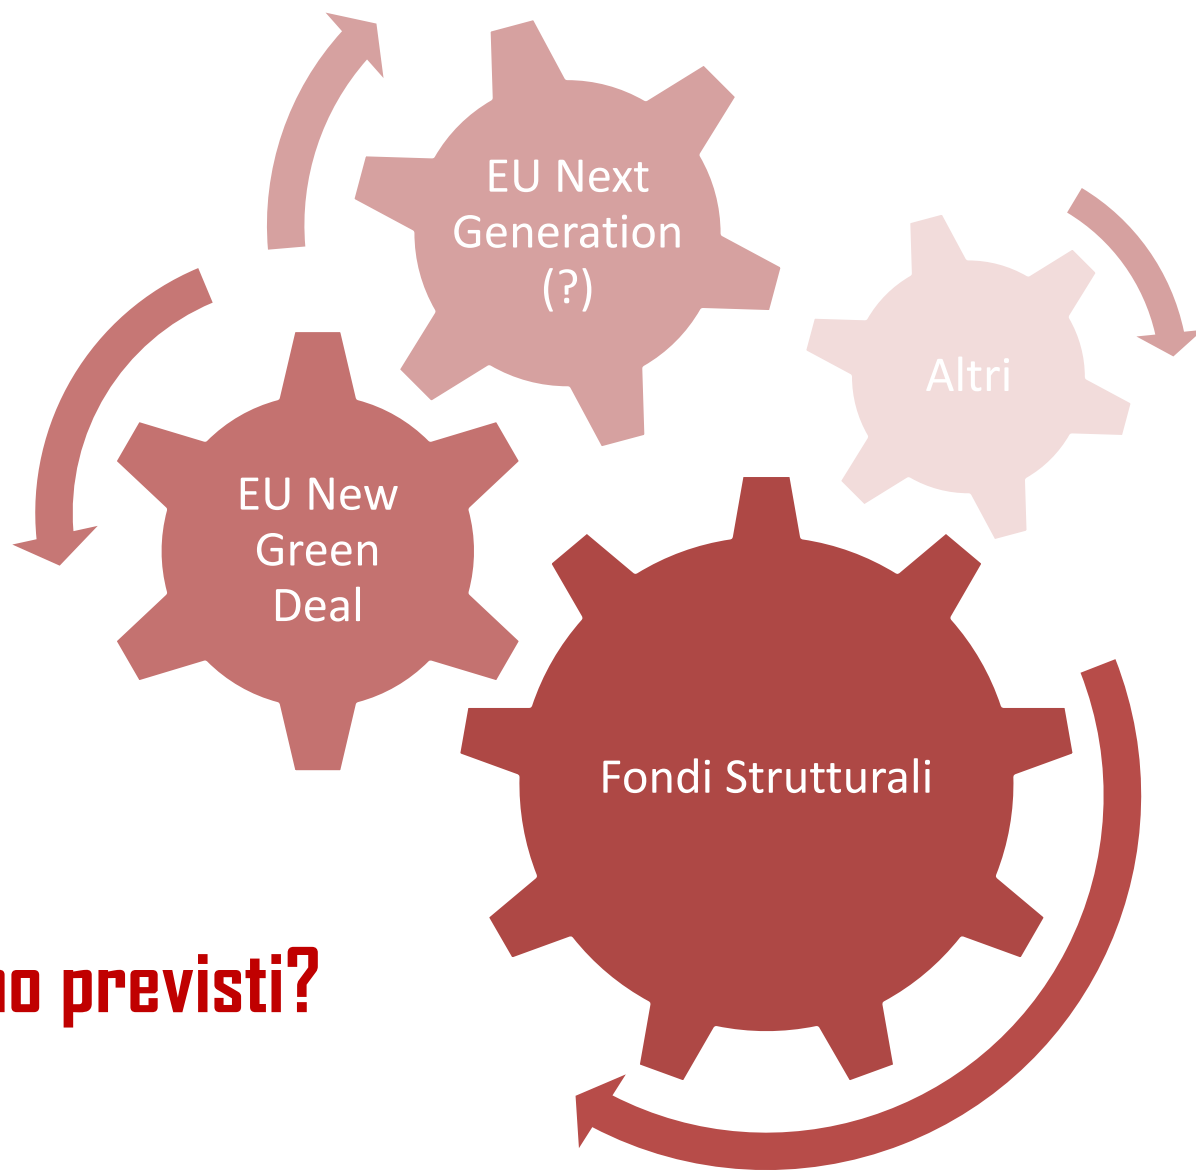 EU Next
Generation
(?)
Altri
EU New
Green
Deal
Fondi Strutturali
previsti?